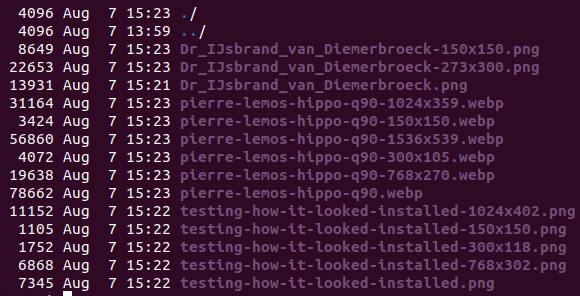 4096 Aug  7 15:23 ./
4096 Aug  7 13:59 ../
8649 Aug  7 15:23 Dr_IJsbrand_van_Diemerbroeck-150x150.png
22653 Aug  7 15:23 Dr_IJsbrand_van_Diemerbroeck-273x300.png
13931 Aug  7 15:21 Dr_IJsbrand_van_Diemerbroeck.png
31164 Aug  7 15:23 pierre-lemos-hippo-q90-1024x359.webp
3424 Aug  7 15:23 pierre-lemos-hippo-q90-150x150.webp
56860 Aug  7 15:23 pierre-lemos-hippo-q90-1536x539.webp
4072 Aug  7 15:23 pierre-lemos-hippo-q90-300x105.webp
19638 Aug  7 15:23 pierre-lemos-hippo-q90-768x270.webp
78662 Aug  7 15:23 pierre-lemos-hippo-q90.webp
11152 Aug  7 15:22 testing-how-it-looked-installed-1024x402.png
1105 Aug  7 15:22 testing-how-it-looked-installed-150x150.png
1752 Aug  7 15:22 testing-how-it-looked-installed-300x118.png
6868 Aug  7 15:22 testing-how-it-looked-installed-768x302.png
7345 Aug  7 15:22 testing-how-it-looked-installed.png